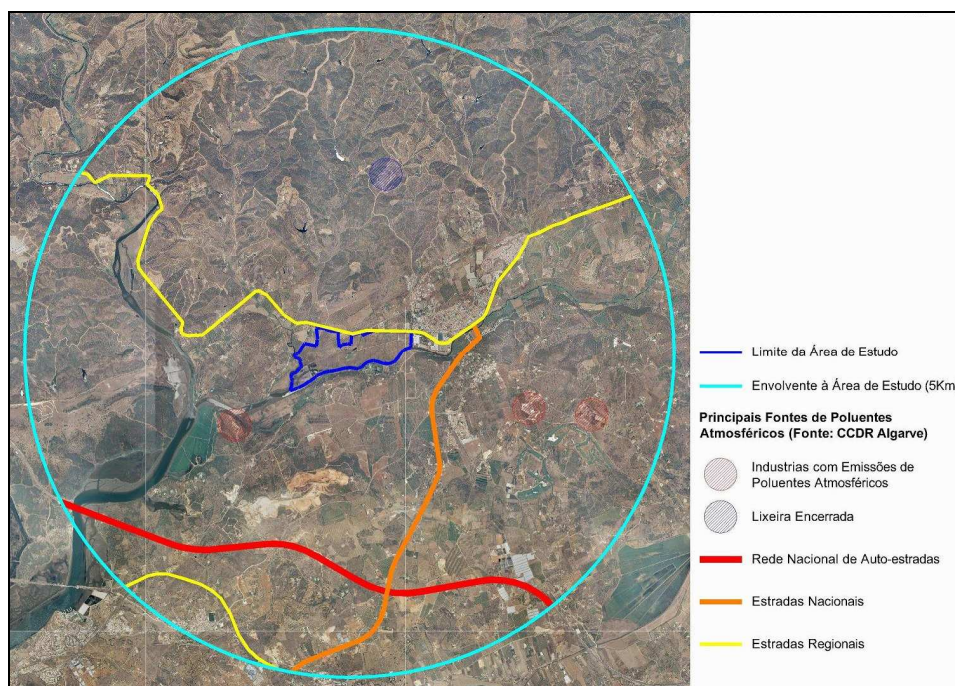 Limite da Área de Estudo
Envolvente à Área de Estudo (5Km
Principais Fontes de Poluentes
Atmosféricos (Fonte: CCDR Algarve)
Industrias com Emissões de
Poluentes Atmosféricos
Lixeira Encerrada
Rede Nacional de Auto-estradas
Estradas Nacionais
Estradas Regionais